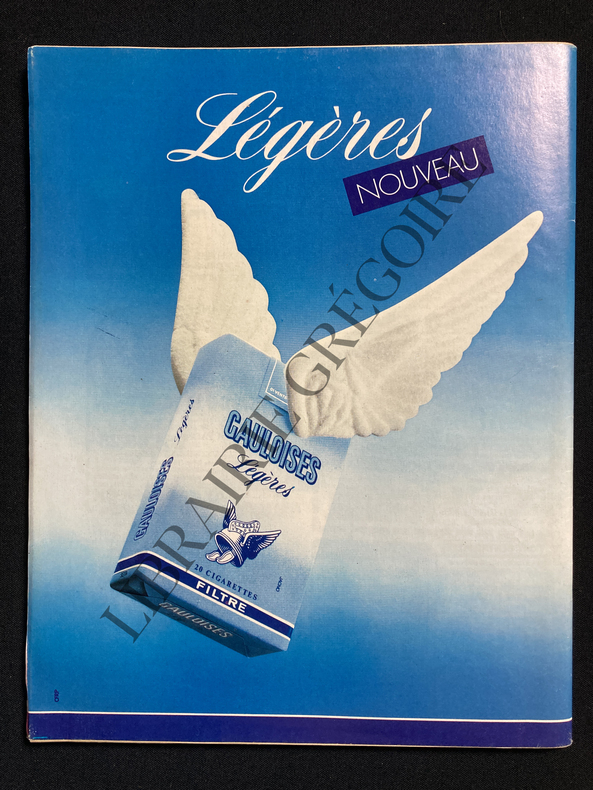 Légères
NOUVEAU
GAULOISES
Légères
20 CIGARETTES
FILTRE
GAULOISES
Légères
GAULOISES
LIBRAIRIE GRÉGOIRE